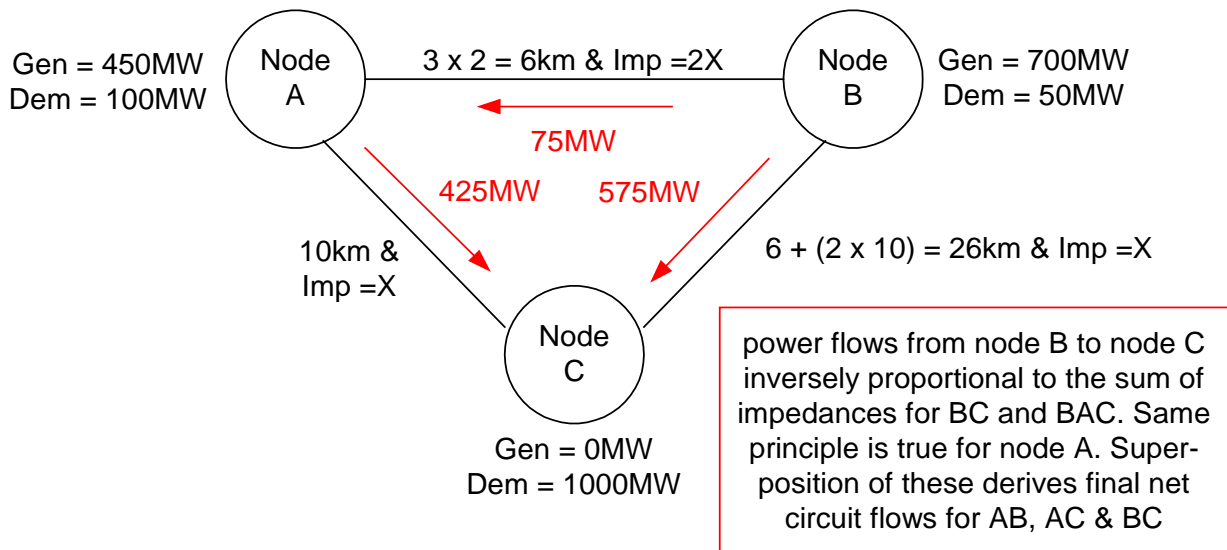 Gen = 450MW
Dem = 100MW
Node
A
3 x 2 = 6km & Imp =2X
Node
B
Gen = 700MW
Dem = 50MW
75MW
425MW
575MW
10km &
Imp =X
6 + (2 x 10) = 26km & Imp =X
Node
C
Gen = 0MW
Dem = 1000MW
power flows from node B to node C
inversely proportional to the sum of
impedances for BC and BAC. Same
principle is true for node A. Super-
position of these derives final net
circuit flows for AB, AC & BC